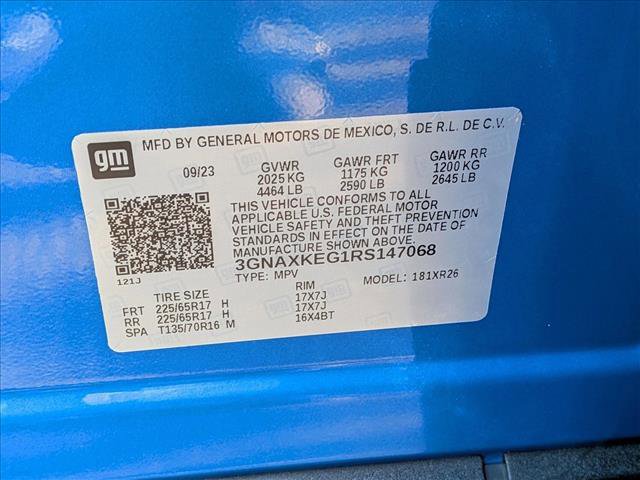 gm
MFD BY GENERAL MOTORS DE MEXICO, S. DE R.L. DE C.V.
09/23 GVWR GAWR FRT GAWR RR
2025 KG 1175 KG 1200 KG
4464 LB 2590 LB 2645 LB
THIS VEHICLE CONFORMS TO ALL
APPLICABLE U.S. FEDERAL MOTOR
VEHICLE SAFETY AND THEFT PREVENTION
STANDARDS IN EFFECT ON THE DATE OF
MANUFACTURE SHOWN ABOVE.
3GNAXKEG1RS147068
121J TYPE: MPV MODEL: 181XR26
TIRE SIZE RIM
FRT 225/65R17 H 17X7J
RR 225/65R17 H 17X7J
SPA T135/70R16 M 16X4BT